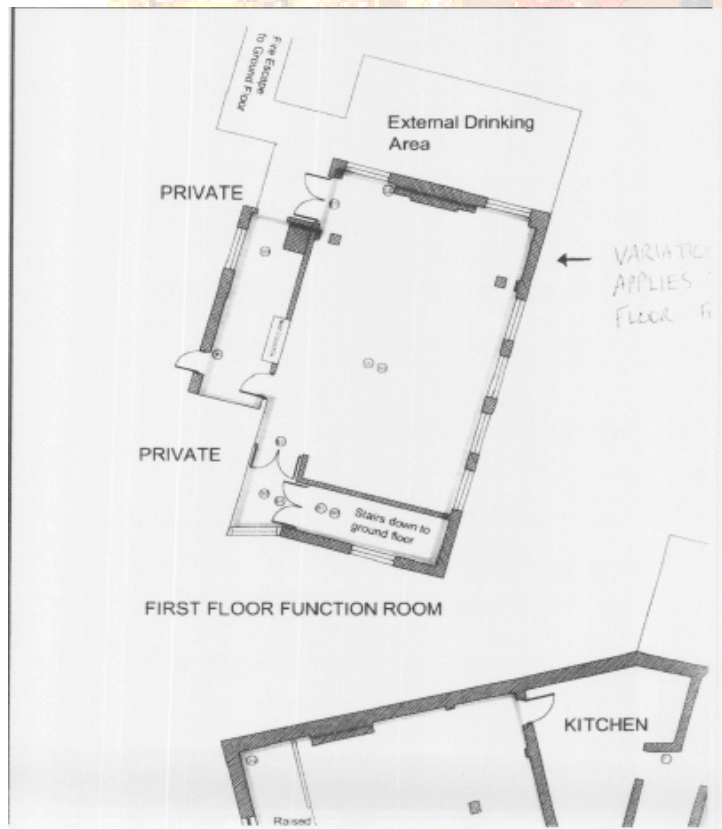 Fire Escape
to Ground Floor
External Drinking
Area
PRIVATE
VARIATIO
APPLIES
FLOOR
PRIVATE
Stairs down to
ground floor
FIRST FLOOR FUNCTION ROOM
KITCHEN
Raised